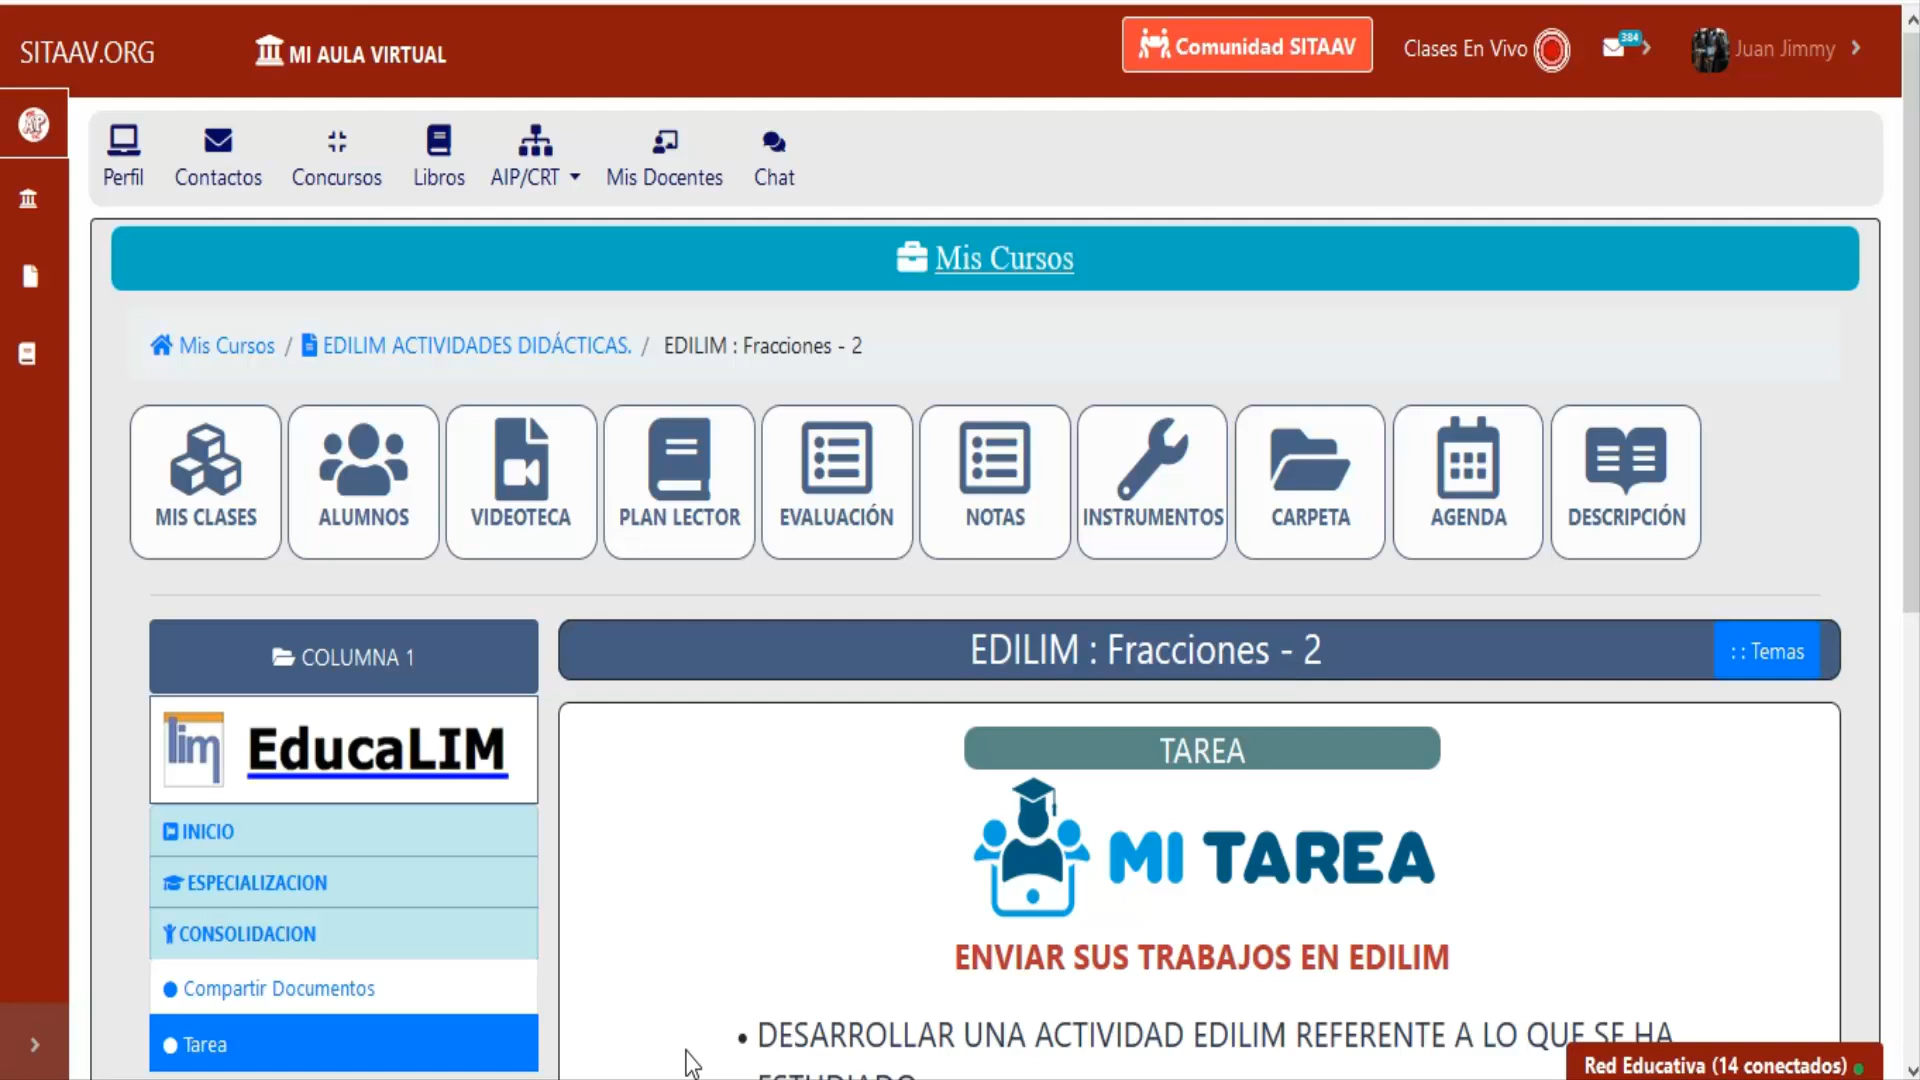 SITAAV.ORG
MI AULA VIRTUAL
Comunidad SITAAV
Clases En Vivo
384
Juan Jimmy
AP
Perfil
Contactos
Concursos
Libros
AIP/CRT
Mis Docentes
Chat
Mis Cursos
Mis Cursos / EDILIM ACTIVIDADES DIDÁCTICAS. / EDILIM : Fracciones - 2
MIS CLASES
ALUMNOS
VIDEOTECA
PLAN LECTOR
EVALUACIÓN
NOTAS
INSTRUMENTOS
CARPETA
AGENDA
DESCRIPCIÓN
COLUMNA 1
lim EducaLIM
INICIO
ESPECIALIZACION
CONSOLIDACION
Compartir Documentos
Tarea
EDILIM : Fracciones - 2
: : Temas
TAREA
MI TAREA
ENVIAR SUS TRABAJOS EN EDILIM
• DESARROLLAR UNA ACTIVIDAD EDILIM REFERENTE A LO QUE SE HA
ESTUDIADO
Red Educativa (14 conectados)